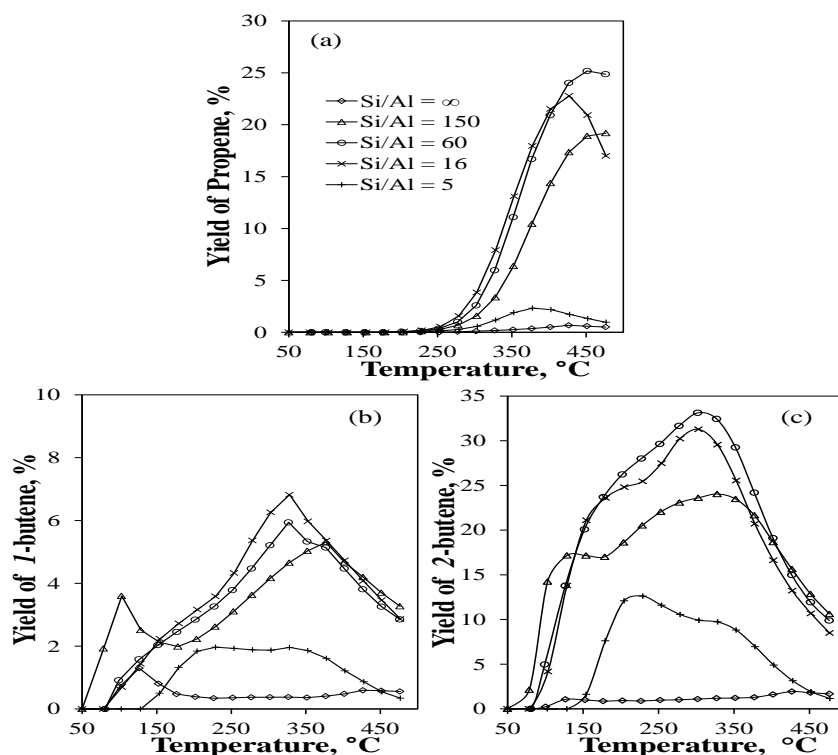 30
25
20
15
10
5
0
Yield of Propene, %
(a)
Si/Al = ∞
Si/Al = 150
Si/Al = 60
Si/Al = 16
Si/Al = 5
50 150 250 350 450
Temperature, °C
10
8
6
4
2
0
Yield of 1-butene, %
(b)
50 150 250 350 450
Temperature, °C
35
30
25
20
15
10
5
0
Yield of 2-butene, %
(c)
50 150 250 350 450
Temperature, °C